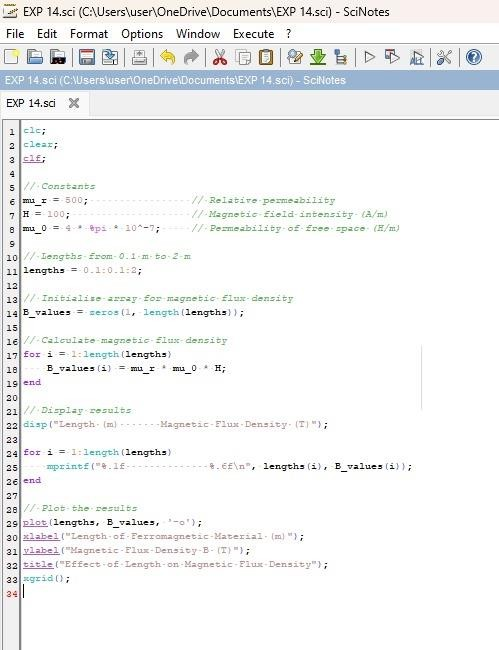 EXP 14.sci (C:\Users\user\OneDrive\Documents\EXP 14.sci) - SciNotes
File Edit Format Options Window Execute ?
EXP 14.sci (C:\Users\user\OneDrive\Documents\EXP 14.sci) - SciNotes
EXP 14.sci
1 clc;
2 clear;
3 clf;
4
5 // Constants
6 mu_r = 500; // Relative permeability
7 H = 100; // Magnetic field intensity (A/m)
8 mu_0 = 4 * %pi * 10^-7; // Permeability of free space (H/m)
9
10 // Lengths from 0.1 m to 2 m
11 lengths = 0.1:0.1:2;
12
13 // Initialize array for magnetic flux density
14 B_values = zeros(1, length(lengths));
15
16 // Calculate magnetic flux density
17 for i = 1:length(lengths)
18 B_values(i) = mu_r * mu_0 * H;
19 end
20
21 // Display results
22 disp("Length (m) Magnetic Flux Density (T)");
23
24 for i = 1:length(lengths)
25 mprintf("%.1f %.6f\n", lengths(i), B_values(i));
26 end
27
28 // Plot the results
29 plot(lengths, B_values, '-o');
30 xlabel("Length of Ferromagnetic Material (m)");
31 ylabel("Magnetic Flux Density B (T)");
32 title("Effect of Length on Magnetic Flux Density");
33 xgrid();
34